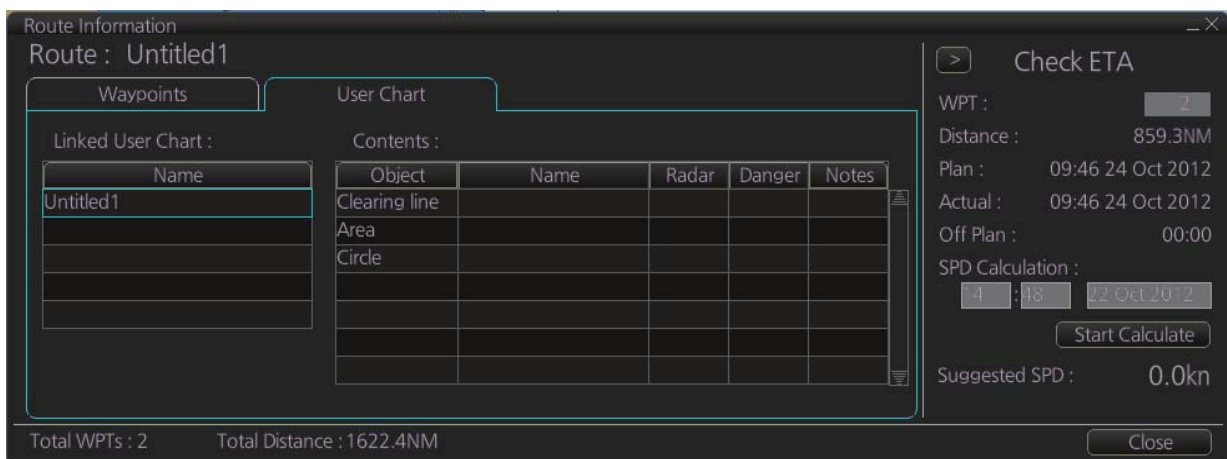 Route Information
Route : Untitled1
Waypoints
User Chart
Linked User Chart :
Name
Untitled1
Contents :
Object Name Radar Danger Notes
Clearing line
Area
Circle
> Check ETA
WPT : 2
Distance : 859.3NM
Plan : 09:46 24 Oct 2012
Actual : 09:46 24 Oct 2012
Off Plan : 00:00
SPD Calculation :
14 : 48 22 Oct 2012
Start Calculate
Suggested SPD : 0.0kn
Total WPTs : 2 Total Distance : 1622.4NM
Close